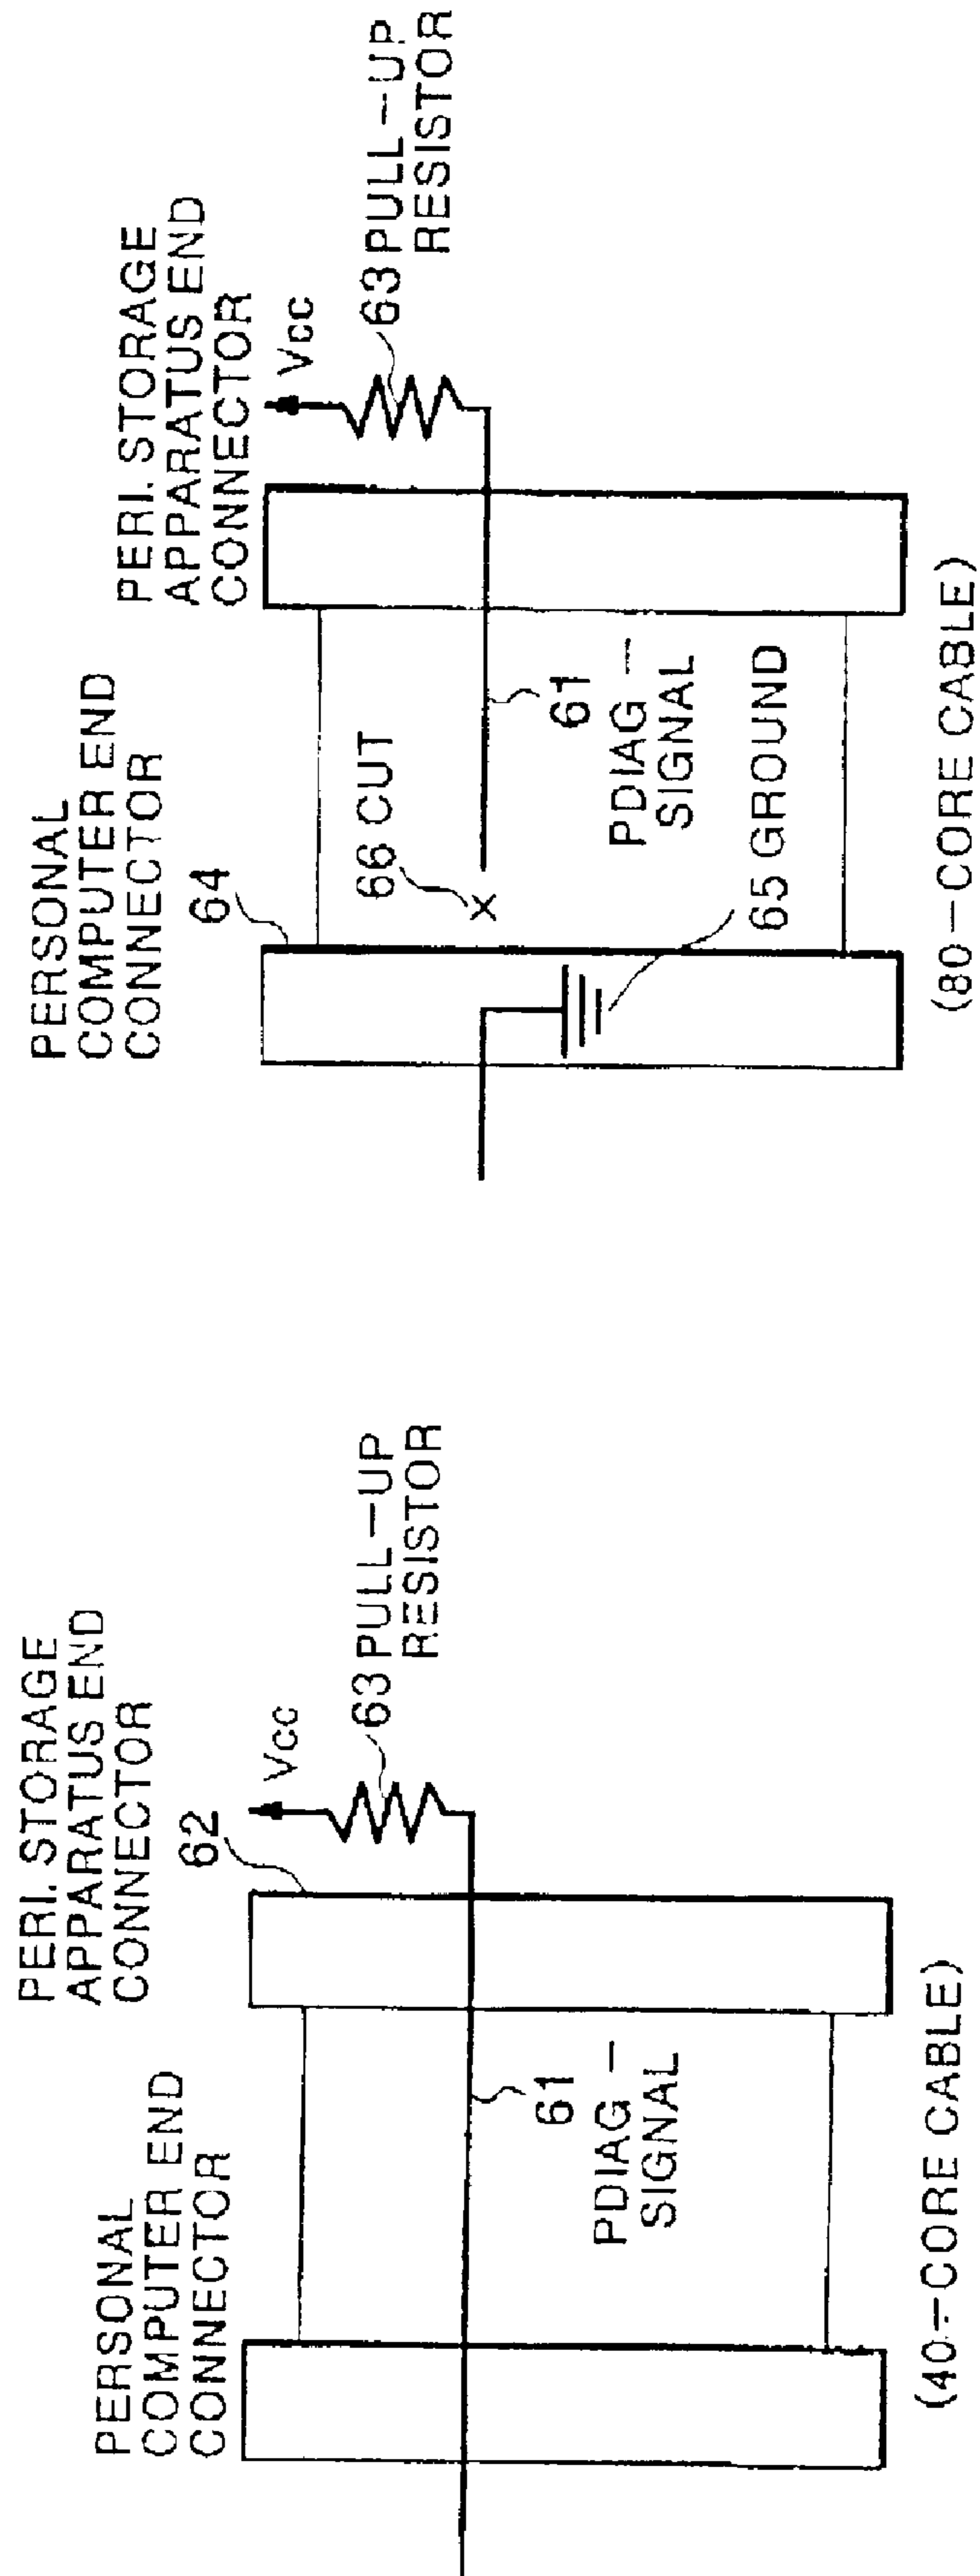 PERSONAL
COMPUTER END
CONNECTOR
PERI. STORAGE
APPARATUS END
CONNECTOR
62
Vcc
63 PULL-UP
RESISTOR
61
PDIAG -
SIGNAL
(40-CORE CABLE)
PERSONAL
COMPUTER END
CONNECTOR
64
PERI. STORAGE
APPARATUS END
CONNECTOR
Vcc
63 PULL-UP
RESISTOR
66 CUT
61
PDIAG -
SIGNAL
65 GROUND
(80-CORE CABLE)